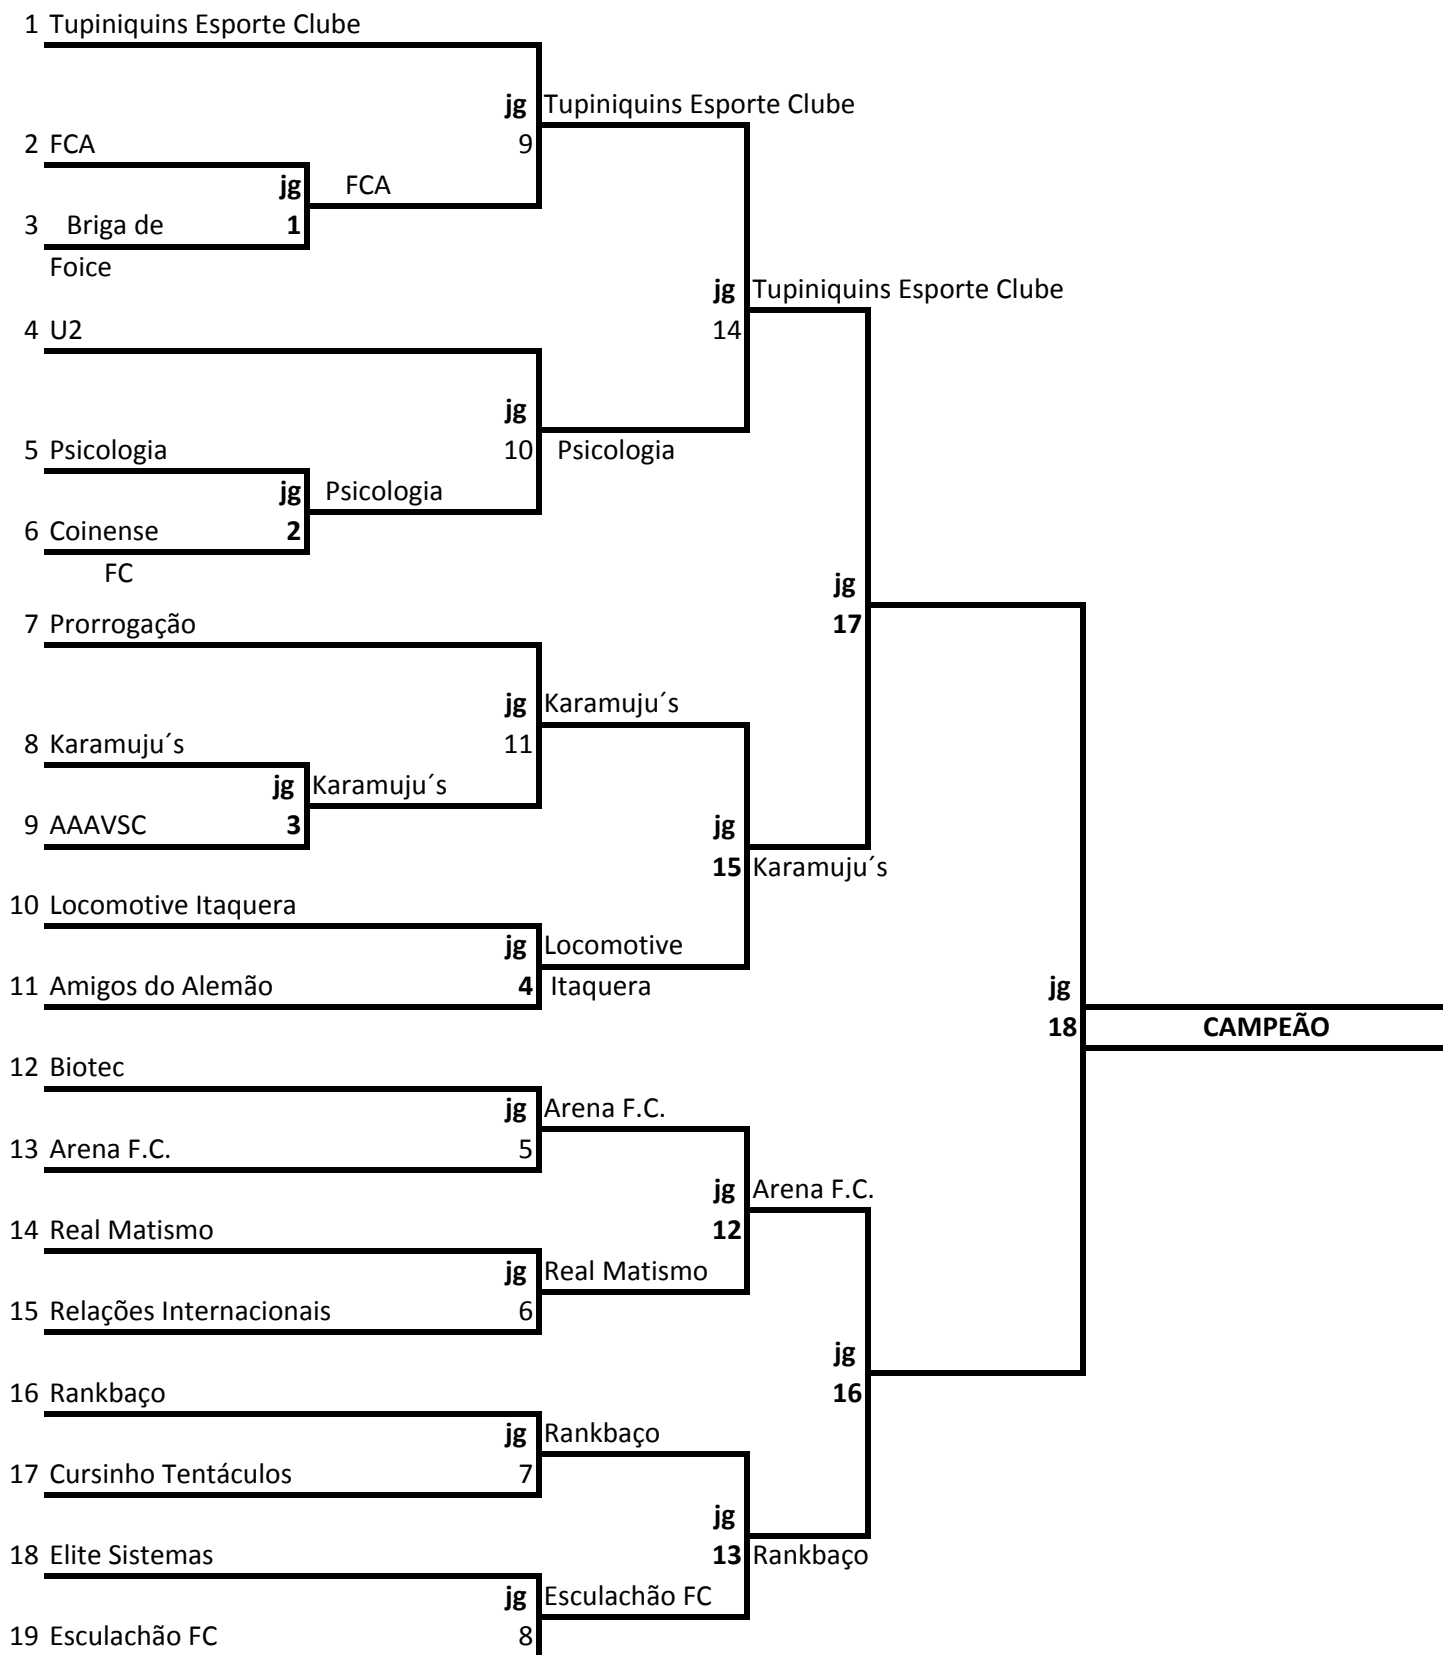 1 Tupiniquins Esporte Clube
jg Tupiniquins Esporte Clube
2 FCA 9
jg FCA
3 Briga de 1
Foice
jg Tupiniquins Esporte Clube
4 U2 14
jg
5 Psicologia 10 Psicologia
jg Psicologia
6 Coinense 2
FC
jg
7 Prorrogação 17
jg Karamuju´s
8 Karamuju´s 11
jg Karamuju´s
9 AAAVSC 3 jg
15 Karamuju´s
10 Locomotive Itaquera
jg Locomotive
11 Amigos do Alemão 4 Itaquera jg
18 CAMPEÃO
12 Biotec
jg Arena F.C.
13 Arena F.C. 5
jg Arena F.C.
14 Real Matismo 12
jg Real Matismo
15 Relações Internacionais 6
jg
16 Rankbaço 16
jg Rankbaço
17 Cursinho Tentáculos 7
jg
18 Elite Sistemas 13 Rankbaço
jg Esculachão FC
19 Esculachão FC 8